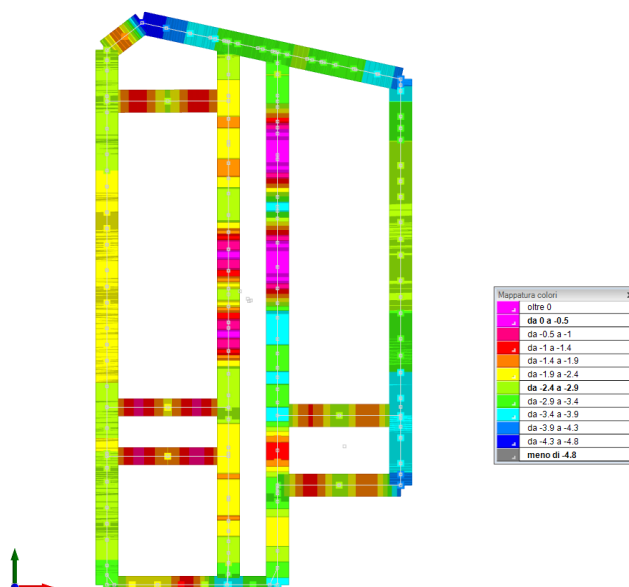 Mappatura colori
oltre 0
da 0 a -0.5
da -0.5 a -1
da -1 a -1.4
da -1.4 a -1.9
da -1.9 a -2.4
da -2.4 a -2.9
da -2.9 a -3.4
da -3.4 a -3.9
da -3.9 a -4.3
da -4.3 a -4.8
meno di -4.8